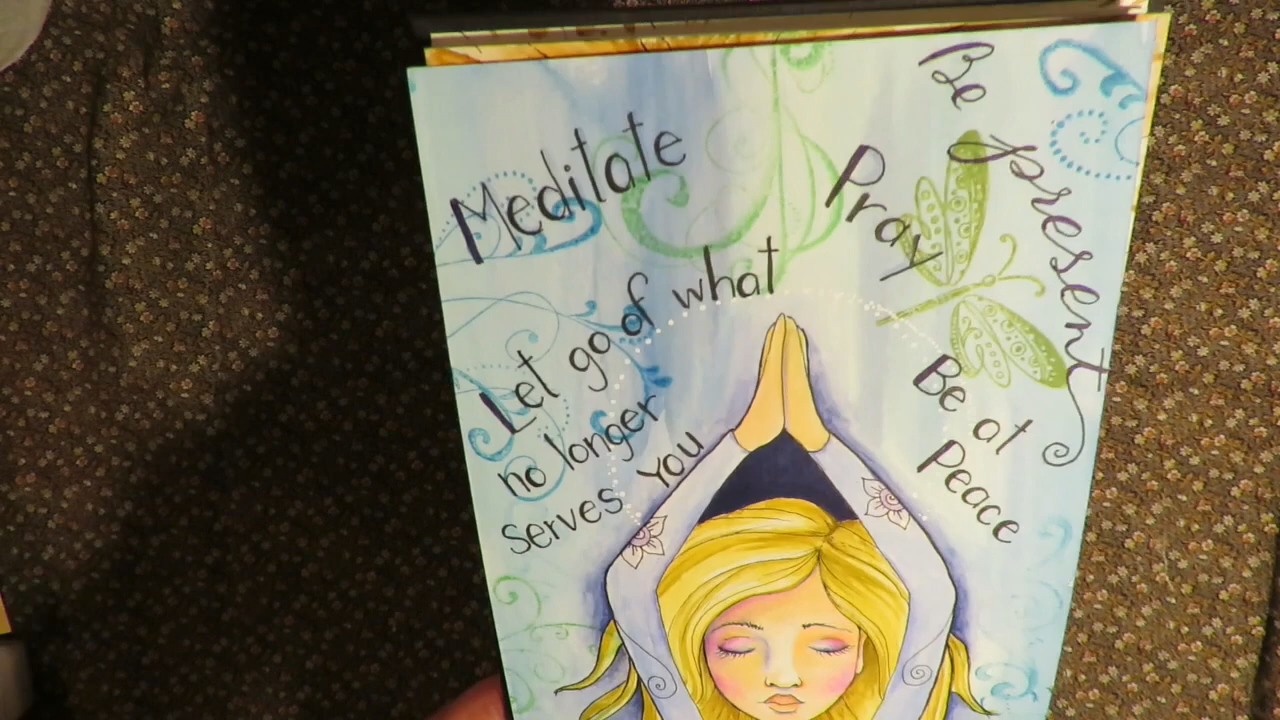 Meditate
Let go of what
no longer
serves You
Pray
Be present
Be at
Peace